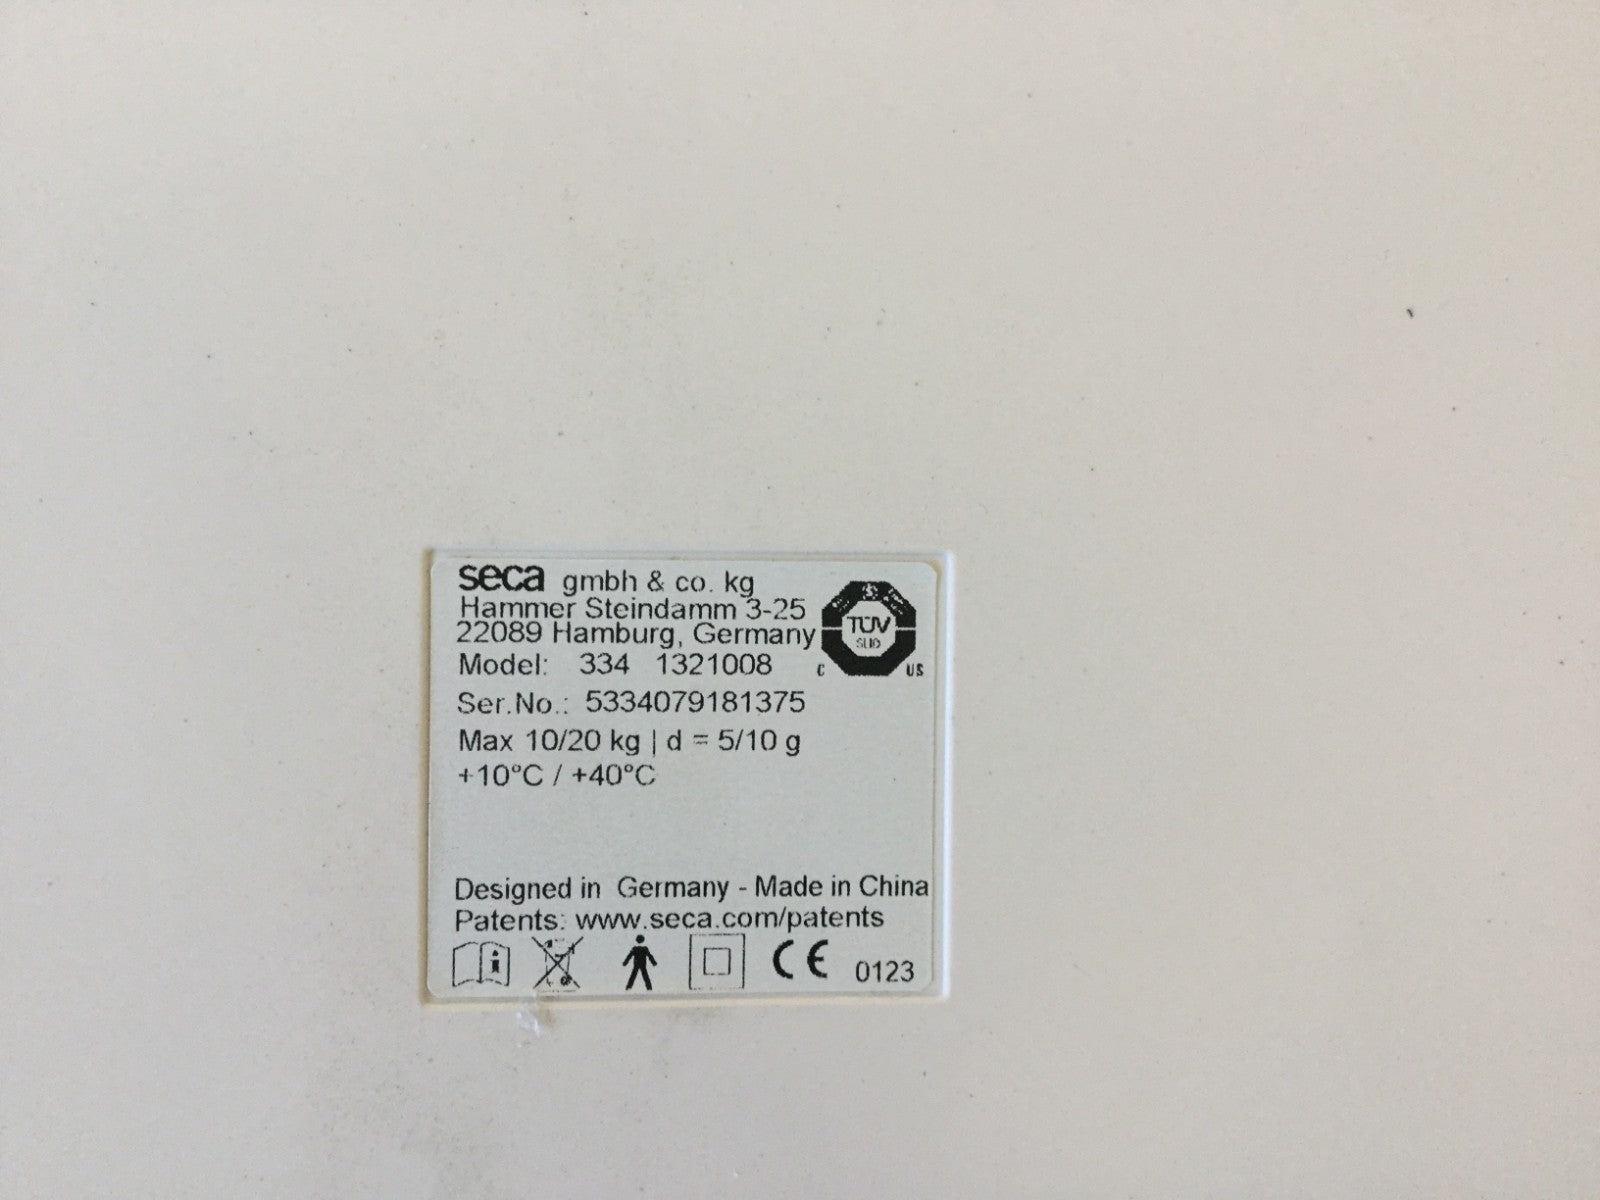 seca gmbh & co. kg
Hammer Steindamm 3-25
22089 Hamburg, Germany
TÜV
SÜD
C US
Model: 334 1321008
Ser.No.: 5334079181375
Max 10/20 kg | d = 5/10 g
+10°C / +40°C
Designed in Germany - Made in China
Patents: www.seca.com/patents
i
CE 0123